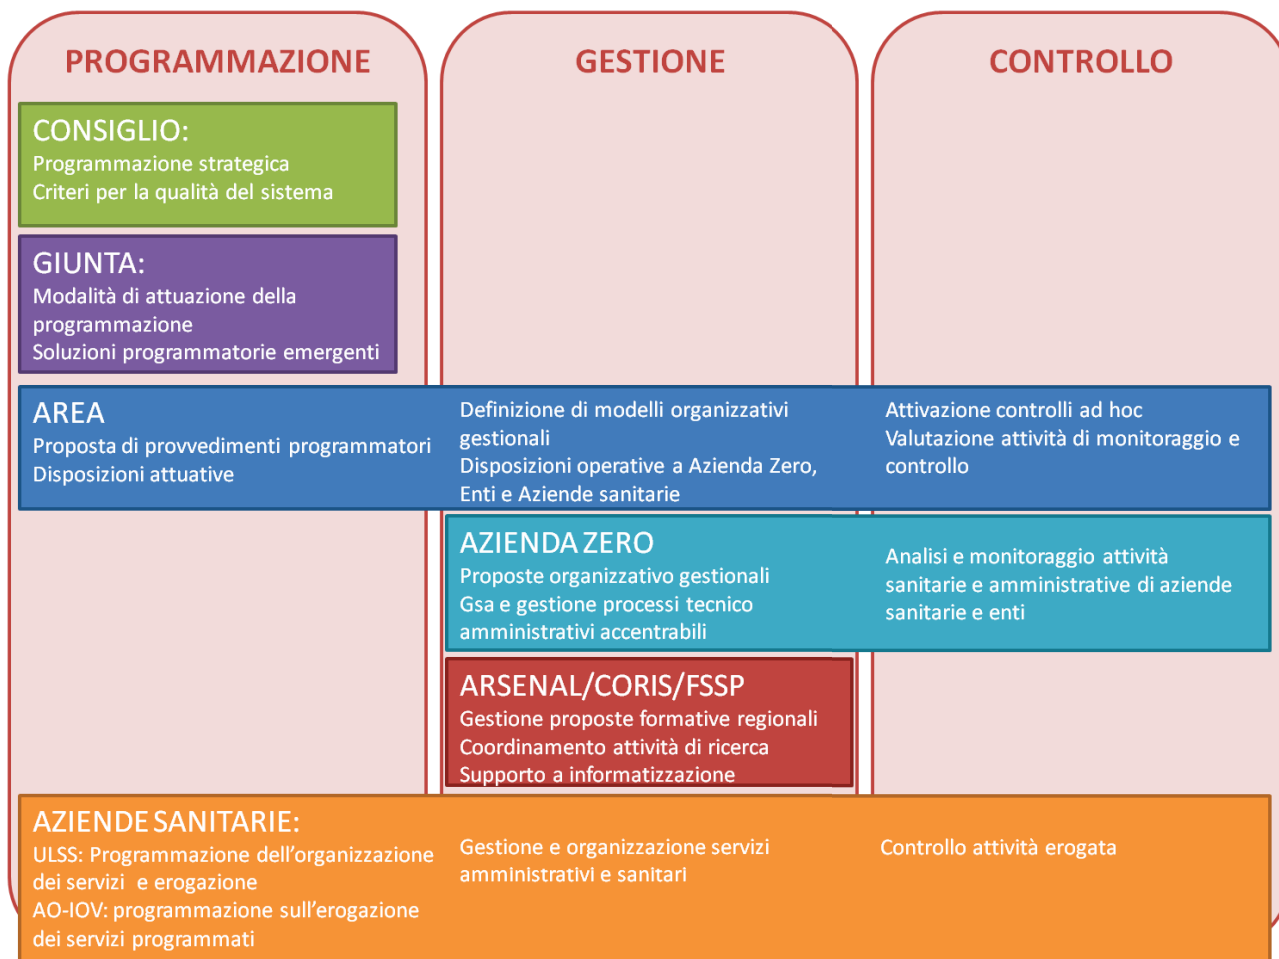 PROGRAMMAZIONE
GESTIONE
CONTROLLO
CONSIGLIO:
Programmazione strategica
Criteri per la qualità del sistema
GIUNTA:
Modalità di attuazione della
programmazione
Soluzioni programmatorie emergenti
AREA
Proposta di provvedimenti programmatori
Disposizioni attuative
Definizione di modelli organizzativi
gestionali
Disposizioni operative a Azienda Zero,
Enti e Aziende sanitarie
Attivazione controlli ad hoc
Valutazione attività di monitoraggio e
controllo
AZIENDA ZERO
Proposte organizzativo gestionali
Gsa e gestione processi tecnico
amministrativi accentrabili
Analisi e monitoraggio attività
sanitarie e amministrative di aziende
sanitarie e enti
ARSENAL/CORIS/FSSP
Gestione proposte formative regionali
Coordinamento attività di ricerca
Supporto a informatizzazione
AZIENDE SANITARIE:
ULSS: Programmazione dell'organizzazione
dei servizi e erogazione
AO-IOV: programmazione sull'erogazione
dei servizi programmati
Gestione e organizzazione servizi
amministrativi e sanitari
Controllo attività erogata